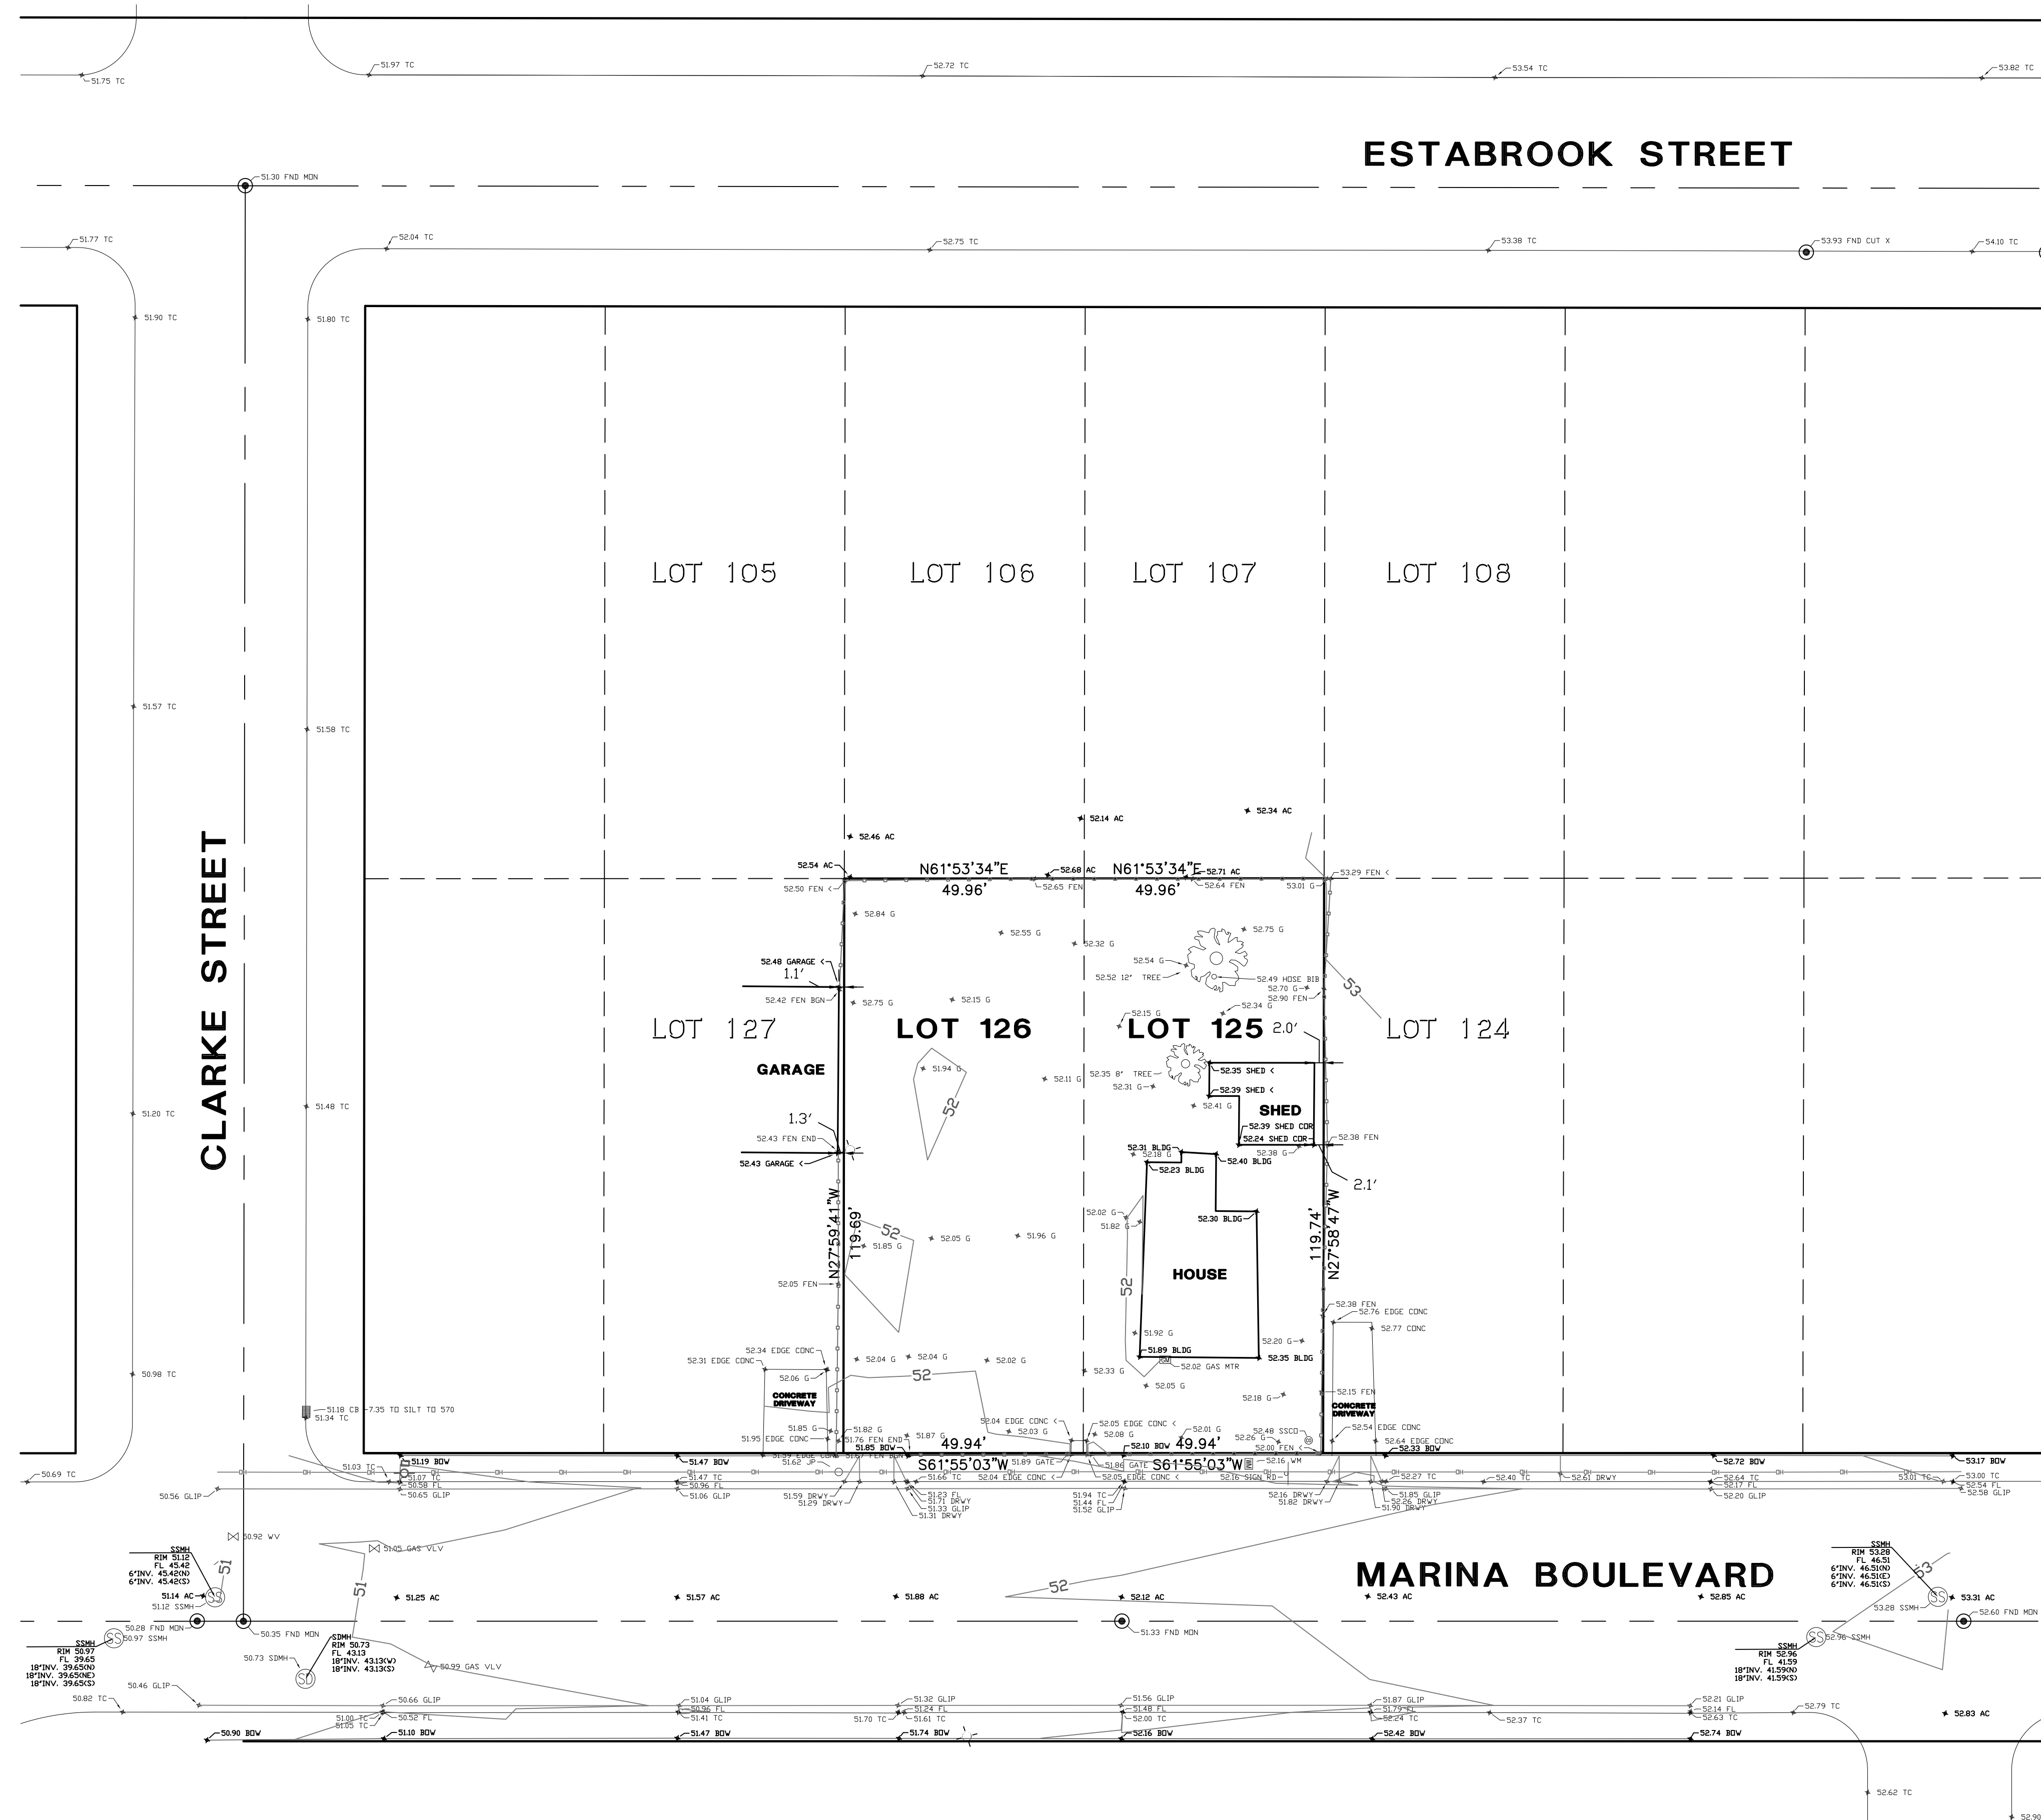 51.97 TC
52.72 TC
53.54 TC
53.82 TC
51.75 TC
ESTABROOK STREET
51.30 FND MON
51.77 TC
52.04 TC
52.75 TC
53.38 TC
53.93 FND CUT X
54.10 TC
51.90 TC
51.80 TC
LOT 105
LOT 106
LOT 107
LOT 108
51.57 TC
51.58 TC
52.34 AC
52.14 AC
52.46 AC
CLARKE STREET
52.54 AC
N61°53'34"E
52.68 AC
N61°53'34"E
52.71 AC
53.29 FEN <
52.50 FEN <
49.96'
52.65 FEN
49.96'
52.64 FEN
53.01 G
52.84 G
52.55 G
52.32 G
52.75 G
52.48 GARAGE <
52.54 G
1.1'
52.52 12" TREE
52.49 HOSE BIB
52.70 G
53
52.42 FEN BGN
52.75 G
52.15 G
52.90 FEN
52.34 G
52.15 G
LOT 127
LOT 126
LOT 125
2.0'
LOT 124
GARAGE
51.94 G
52.11 G
52.35 8" TREE
52.35 SHED <
52.31 G
52.39 SHED <
52
52.41 G
SHED
51.20 TC
51.48 TC
1.3'
52.39 SHED COR
52.43 FEN END
52.24 SHED COR
52.38 FEN
52.31 BLDG
52.18 G
52.38 G
52.43 GARAGE <
52.23 BLDG
52.40 BLDG
2.1'
N27°59'41"W
119.69'
52.02 G
51.82 G
52.30 BLDG
119.74'
N27°58'47"W
52
51.85 G
52.05 G
51.96 G
52.05 FEN
52
HOUSE
52.38 FEN
52.76 EDGE CONC
52.77 CONC
51.92 G
52.20 G
52.34 EDGE CONC
52.31 EDGE CONC
52.04 G
52.04 G
52.02 G
51.89 BLDG
52.35 BLDG
GM
52.02 GAS MTR
50.98 TC
52.06 G
52
52.33 G
52.05 G
52.15 FEN
CONCRETE
DRIVEWAY
52.18 G
CONCRETE
DRIVEWAY
51.18 CB -7.35 TO SILT TO 570
51.34 TC
51.85 G
51.82 G
52.04 EDGE CONC <
52.05 EDGE CONC <
52.54 EDGE CONC
51.95 EDGE CONC
51.76 FEN END
51.87 G
52.03 G
52.08 G
52.01 G
52.48 SSCO
52.26 G
52.64 EDGE CONC
51.85 BOW
49.94'
52.10 BOW
49.94'
52.00 FEN <
52.33 BOW
51.59 EDGE CONC
51.67 FEN BGN
51.19 BOW
51.47 BOW
51.62 JP
S61°55'03"W
51.89 GATE
51.86 GATE
S61°55'03"W
52.16 WM
52.72 BOW
53.17 BOW
50.69 TC
51.03 TC
51.07 TC
51.47 TC
51.66 TC
52.04 EDGE CONC <
52.05 EDGE CONC <
52.16 SIGN RD
52.27 TC
52.40 TC
52.61 DRWY
52.64 TC
53.01 TC
53.00 TC
50.58 FL
50.96 FL
52.17 FL
52.54 FL
50.56 GLIP
50.65 GLIP
51.06 GLIP
51.59 DRWY
51.23 FL
51.94 TC
52.16 DRWY
51.85 GLIP
52.20 GLIP
52.58 GLIP
51.29 DRWY
51.71 DRWY
51.44 FL
51.82 DRWY
52.26 DRWY
51.33 GLIP
51.52 GLIP
51.90 DRWY
51.31 DRWY
50.92 WV
51.05 GAS VLV
SSMH
RIM 51.12
FL 45.42
6"INV. 45.42(N)
6"INV. 45.42(S)
51
51
52
MARINA BOULEVARD
SSMH
RIM 53.28
FL 46.51
6"INV. 46.51(N)
6"INV. 46.51(E)
6"INV. 46.51(S)
53
51.14 AC
SS
51.12 SSMH
51.25 AC
51.57 AC
51.88 AC
52.12 AC
52.43 AC
52.85 AC
SS
53.31 AC
53.28 SSMH
50.28 FND MON
50.35 FND MON
51.33 FND MON
52.60 FND MON
SS
50.97 SSMH
SSMH
RIM 50.97
FL 39.65
18"INV. 39.65(N)
18"INV. 39.65(NE)
18"INV. 39.65(S)
SDMH
RIM 50.73
FL 43.13
18"INV. 43.13(W)
18"INV. 43.13(S)
50.73 SDMH
SD
50.99 GAS VLV
SS
52.96 SSMH
SSMH
RIM 52.96
FL 41.59
18"INV. 41.59(N)
18"INV. 41.59(S)
50.46 GLIP
50.82 TC
50.66 GLIP
51.04 GLIP
51.32 GLIP
51.56 GLIP
51.87 GLIP
52.21 GLIP
52.79 TC
50.96 FL
51.24 FL
51.48 FL
51.79 FL
52.14 FL
52.83 AC
51.00 TC
50.52 FL
51.05 TC
51.41 TC
51.70 TC
51.61 TC
52.00 TC
52.24 TC
52.37 TC
52.63 TC
50.90 BOW
51.10 BOW
51.47 BOW
51.74 BOW
52.16 BOW
52.42 BOW
52.74 BOW
52.62 TC